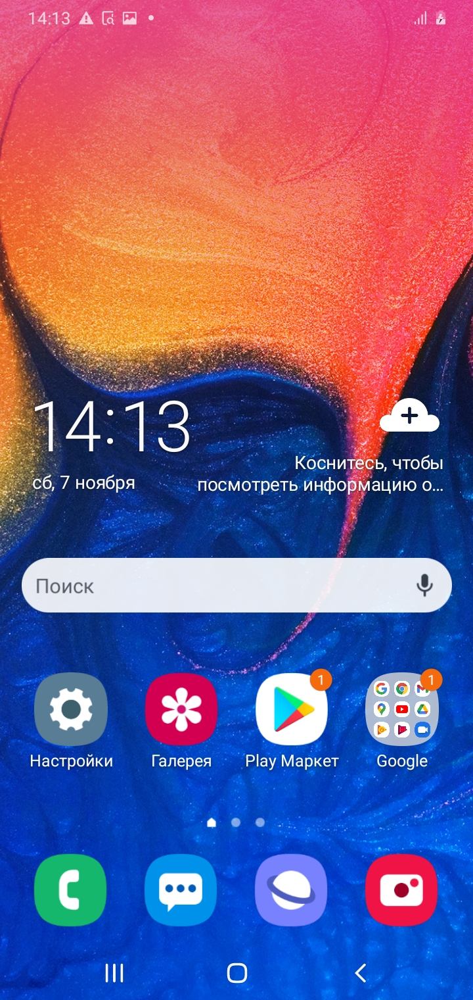 14:13
14:13
сб, 7 ноября
Коснитесь, чтобы
посмотреть информацию о...
Поиск
1
1
Настройки
Галерея
Play Маркет
Google